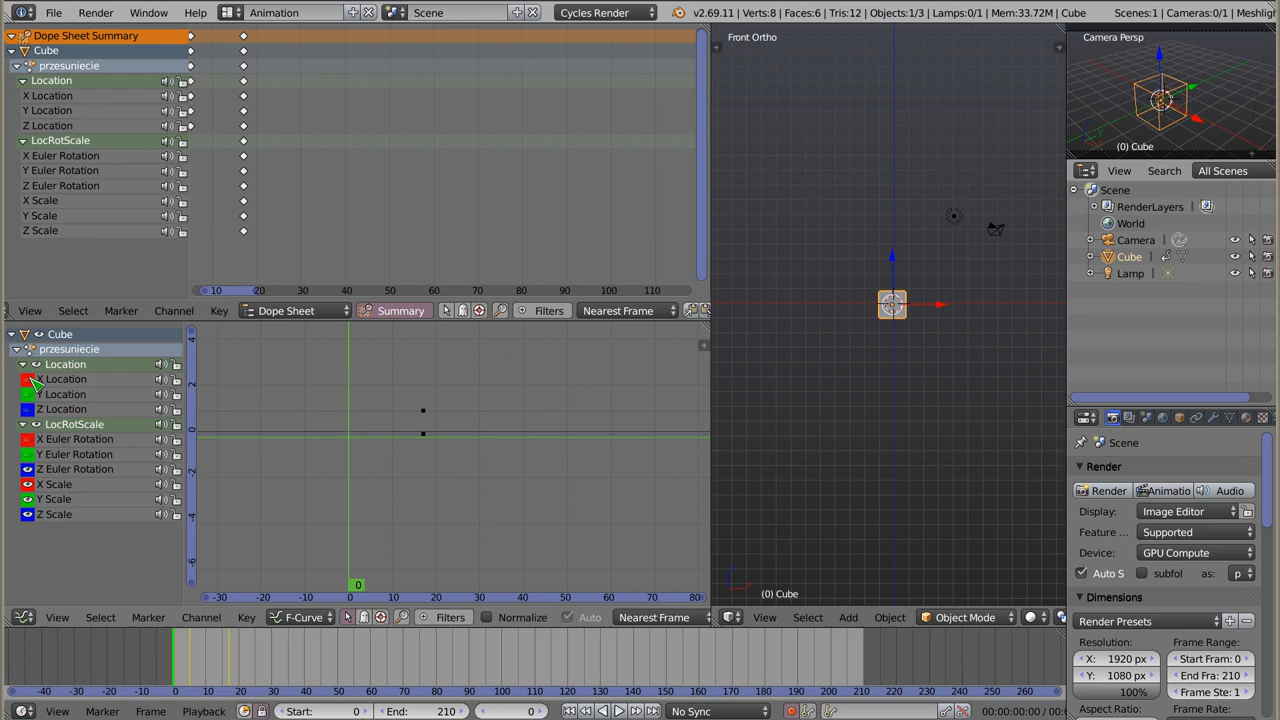 File Render Window Help Animation Scene Cycles Render v2.69.11 | Verts:8 | Faces:6 | Tris:12 | Objects:1/3 | Lamps:0/1 | Mem:33.72M | Cube Scenes:1 | Cameras:0/1 | Meshligh
Dope Sheet Summary
Cube
przesuniecie
Location
X Location
Y Location
Z Location
LocRotScale
X Euler Rotation
Y Euler Rotation
Z Euler Rotation
X Scale
Y Scale
Z Scale
10 20 30 40 50 60 70 80 90 100 110
View Select Marker Channel Key Dope Sheet Summary Filters Nearest Frame
Cube
przesuniecie
Location
X Location
Y Location
Z Location
LocRotScale
X Euler Rotation
Y Euler Rotation
Z Euler Rotation
X Scale
Y Scale
Z Scale
4
2
0
-2
-4
-6
0
-30 -20 -10 0 10 20 30 40 50 60 70 80
View Select Marker Channel Key F-Curve Filters Normalize Auto Nearest Frame
Front Ortho
(0) Cube
View Select Add Object Object Mode
Camera Persp
(0) Cube
View Search All Scenes
Scene
RenderLayers |
World
Camera |
Cube |
Lamp |
Scene
Render
Render Animatio Audio
Display: Image Editor
Feature ... Supported
Device: GPU Compute
Auto S subfol as: p
Dimensions
Render Presets
Resolution: Frame Range:
X: 1920 px Start Fram: 0
Y: 1080 px End Fra: 210
100% Frame Ste: 1
Aspect Ratio: Frame Rate:
-40 -30 -20 -10 0 10 20 30 40 50 60 70 80 90 100 110 120 130 140 150 160 170 180 190 200 210 220 230 240 250 260
View Marker Frame Playback Start: 0 End: 210 0 No Sync 00:00:00:00 / 00